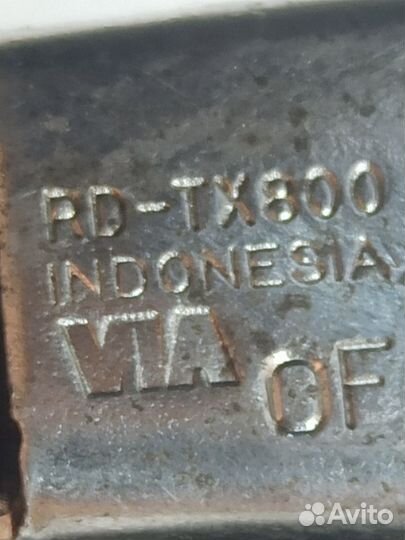 RD-TX800
INDONESIA
VIA
OF
Avito